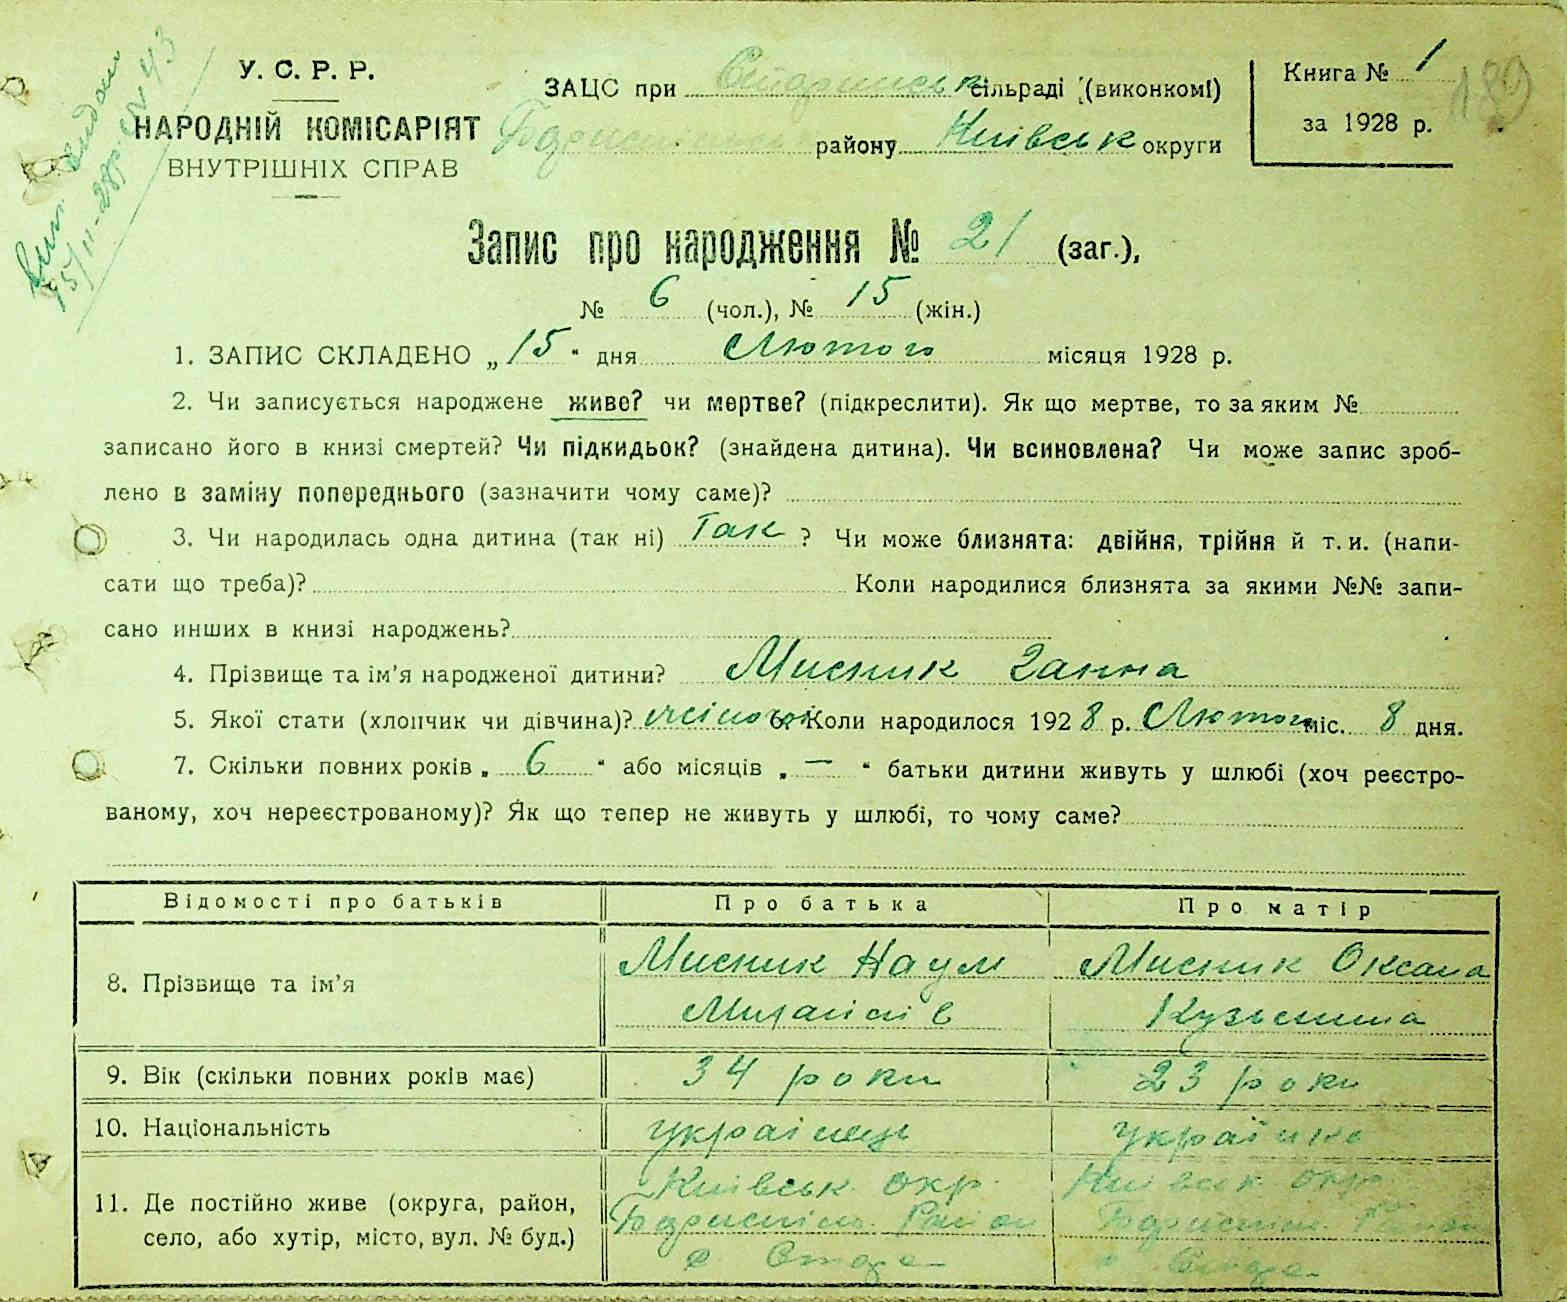 У. С. Р. Р.
НАРОДНІЙ КОМІСАРІЯТ
ВНУТРІШНІХ СПРАВ
ЗАЦС при сільраді (виконкомі)
району Київськ округи
Книга № 1
за 1928 р.
189
Запис про народження № 21 (заг.),
№ 6 (чол.), № 15 (жін.)
1. ЗАПИС СКЛАДЕНО „15“ дня Лютого місяця 1928 р.
2. Чи записується народжене живе? чи мертве? (підкреслити). Як що мертве, то за яким №
записано його в книзі смертей? Чи підкидьок? (знайдена дитина). Чи всиновлена? Чи може запис зроб-
лено в заміну попереднього (зазначити чому саме)?
3. Чи народилась одна дитина (так ні) Так ? Чи може близнята: двійня, трійня й т. и. (напи-
сати що треба)? Коли народилися близнята за якими №№ запи-
сано инших в книзі народжень?
4. Прізвище та ім’я народженої дитини? Мисник Ганна
5. Якої стати (хлопчик чи дівчина)? жіночої 6. Коли народилося 1928 р. Лютого міс. 8 дня.
7. Скільки повних років „ 6 “ або місяців „ — “ батьки дитини живуть у шлюбі (хоч реєстро-
ваному, хоч нереєстрованому)? Як що тепер не живуть у шлюбі, то чому саме?
Відомості про батьків Про батька Про матір
8. Прізвище та ім’я Мисник Наум Мисник Оксана
Кузьмина
9. Вік (скільки повних років має) 34 роки 23 роки
10. Національність українець українка
11. Де постійно живе (округа, район, Київськ. окр. Київськ окр.
село, або хутір, місто, вул. № буд.) Бориспіль. Район Бориспіль. Район